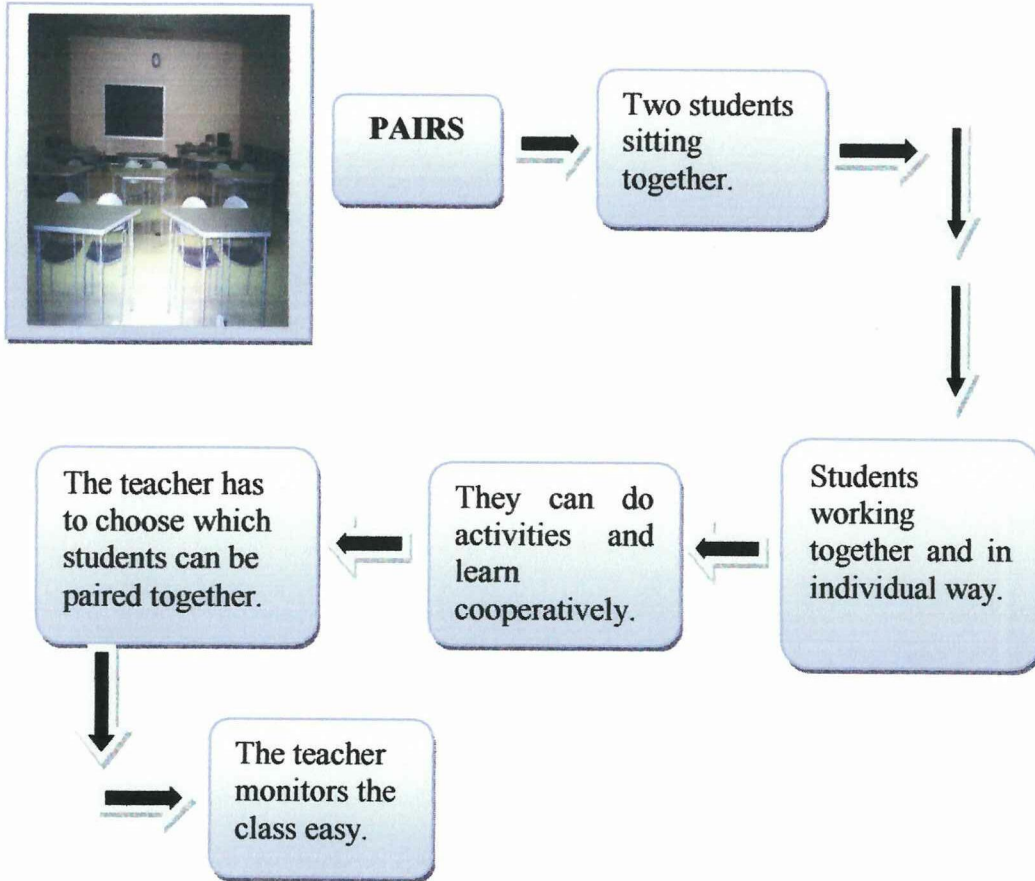 PAIRS
Two students
sitting
together.
Students
working
together and in
individual way.
They can do
activities and
learn
cooperatively.
The teacher has
to choose which
students can be
paired together.
The teacher
monitors the
class easy.